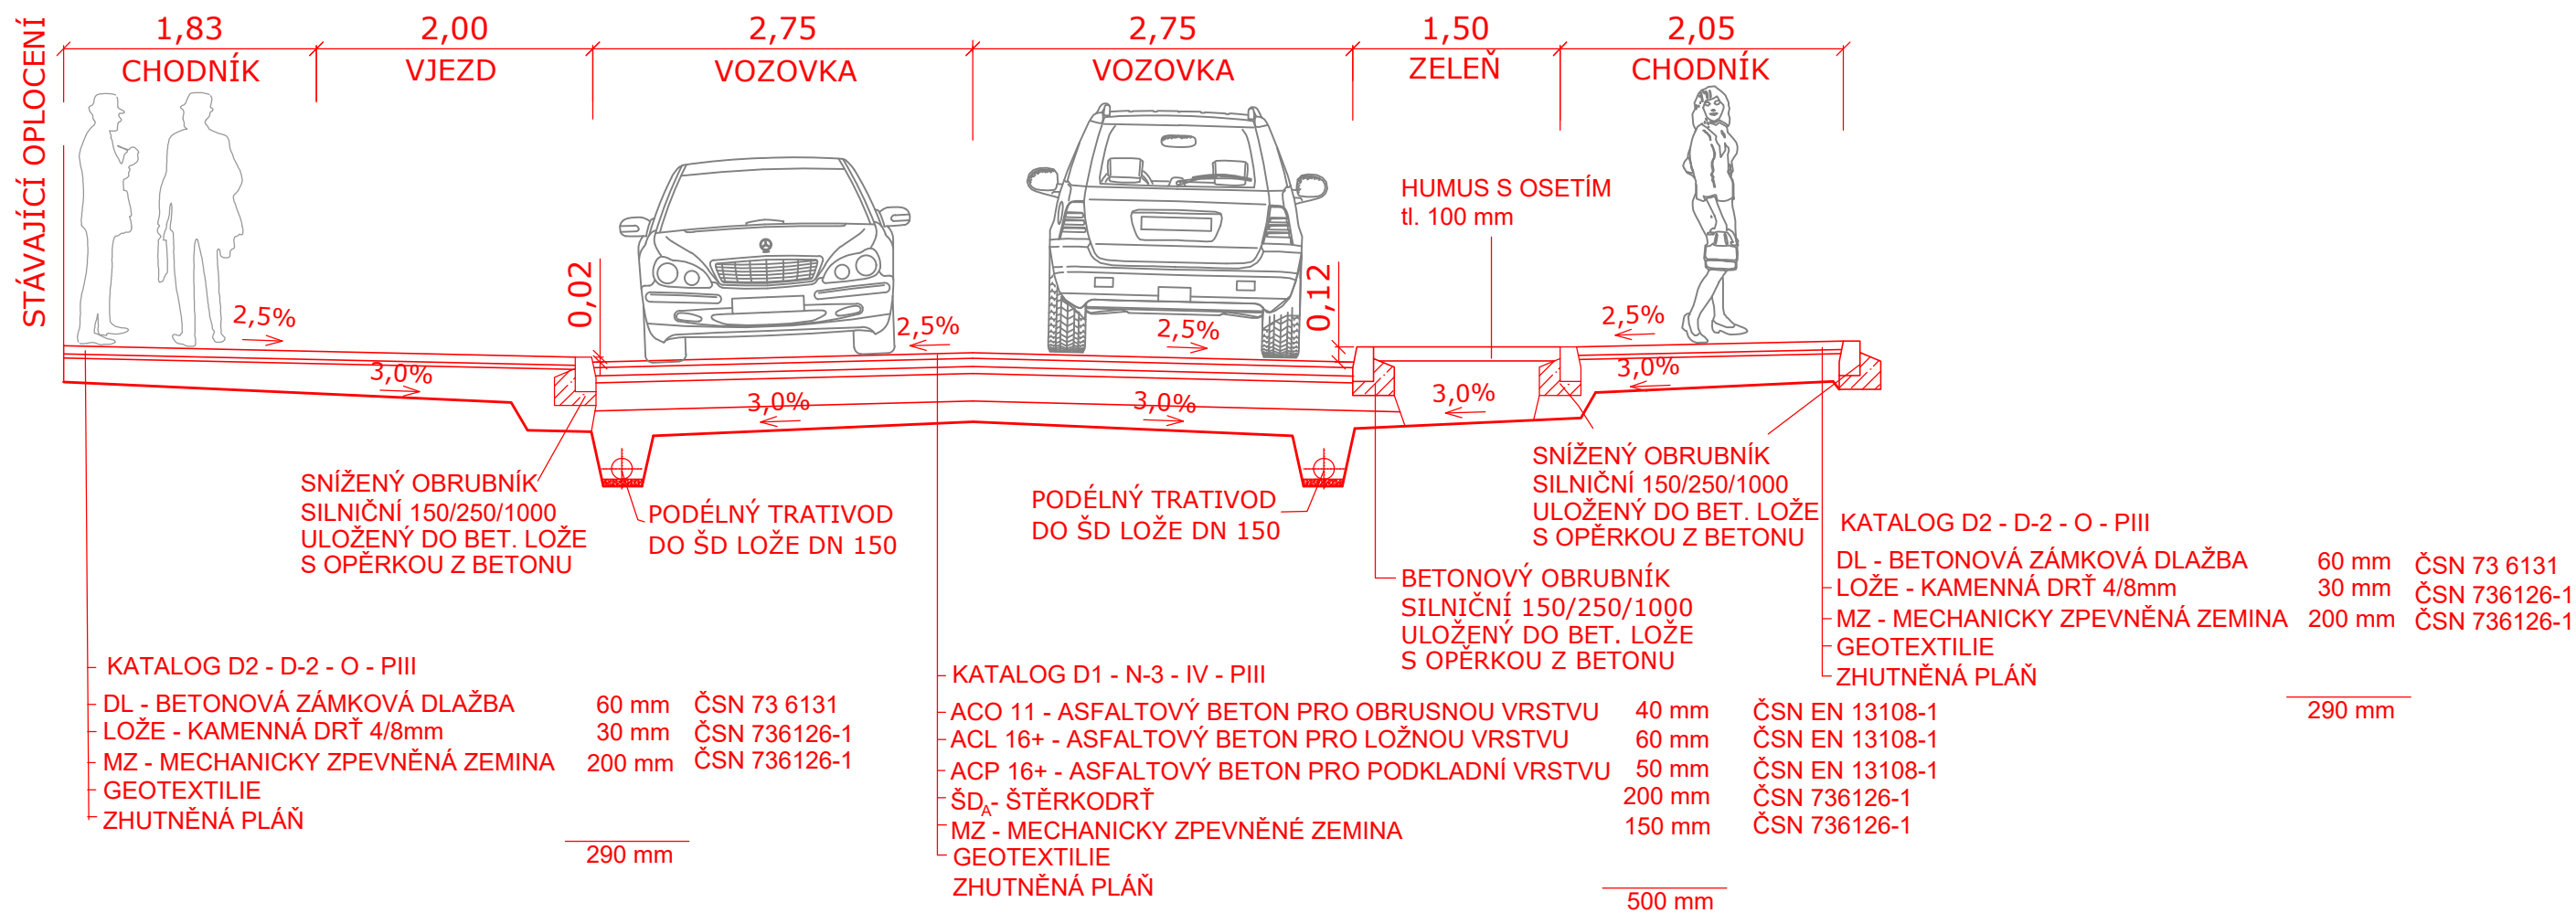 STÁVAJÍCÍ OPLOCENÍ
1,83
2,00
2,75
2,75
1,50
2,05
CHODNÍK
VJEZD
VOZOVKA
VOZOVKA
ZELEŇ
CHODNÍK
HUMUS S OSETÍM
tl. 100 mm
0,02
0,12
2,5%
2,5%
2,5%
2,5%
3,0%
3,0%
3,0%
3,0%
3,0%
SNÍŽENÝ OBRUBNÍK
SILNIČNÍ 150/250/1000
ULOŽENÝ DO BET. LOŽE
S OPĚRKOU Z BETONU
PODÉLNÝ TRATIVOD
DO ŠD LOŽE DN 150
PODÉLNÝ TRATIVOD
DO ŠD LOŽE DN 150
BETONOVÝ OBRUBNÍK
SILNIČNÍ 150/250/1000
ULOŽENÝ DO BET. LOŽE
S OPĚRKOU Z BETONU
SNÍŽENÝ OBRUBNÍK
SILNIČNÍ 150/250/1000
ULOŽENÝ DO BET. LOŽE
S OPĚRKOU Z BETONU
KATALOG D2 - D-2 - O - PIII
DL - BETONOVÁ ZÁMKOVÁ DLAŽBA 60 mm ČSN 73 6131
LOŽE - KAMENNÁ DRŤ 4/8mm 30 mm ČSN 736126-1
MZ - MECHANICKY ZPEVNĚNÁ ZEMINA 200 mm ČSN 736126-1
GEOTEXTILIE
ZHUTNĚNÁ PLÁŇ
290 mm
KATALOG D1 - N-3 - IV - PIII
ACO 11 - ASFALTOVÝ BETON PRO OBRUSNOU VRSTVU 40 mm ČSN EN 13108-1
ACL 16+ - ASFALTOVÝ BETON PRO LOŽNOU VRSTVU 60 mm ČSN EN 13108-1
ACP 16+ - ASFALTOVÝ BETON PRO PODKLADNÍ VRSTVU 50 mm ČSN EN 13108-1
ŠDA- ŠTĚRKODRŤ 200 mm ČSN 736126-1
MZ - MECHANICKY ZPEVNĚNÉ ZEMINA 150 mm ČSN 736126-1
GEOTEXTILIE
ZHUTNĚNÁ PLÁŇ
500 mm
KATALOG D2 - D-2 - O - PIII
DL - BETONOVÁ ZÁMKOVÁ DLAŽBA 60 mm ČSN 73 6131
LOŽE - KAMENNÁ DRŤ 4/8mm 30 mm ČSN 736126-1
MZ - MECHANICKY ZPEVNĚNÁ ZEMINA 200 mm ČSN 736126-1
GEOTEXTILIE
ZHUTNĚNÁ PLÁŇ
290 mm